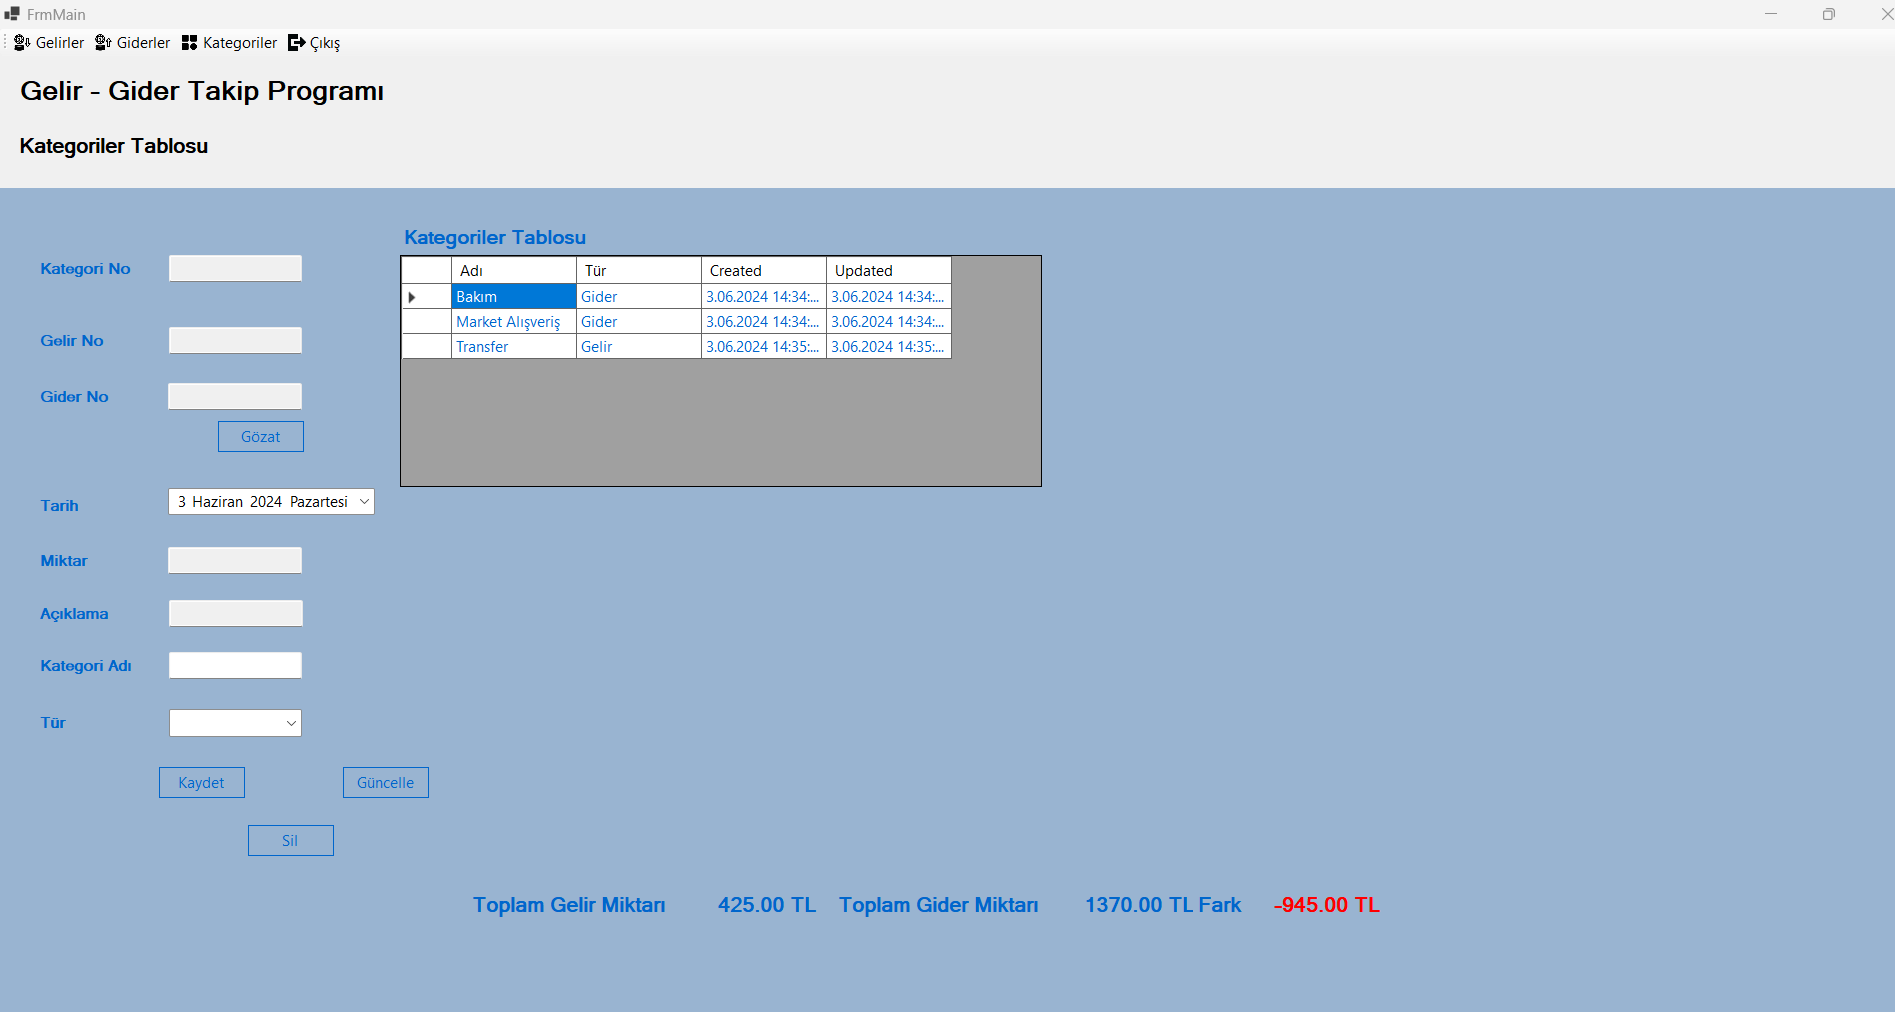 FrmMain
Gelirler Giderler Kategoriler Çıkış
Gelir - Gider Takip Programı
Kategoriler Tablosu
Kategoriler Tablosu
Kategori No
Gelir No
Gider No
Gözat
Tarih 3 Haziran 2024 Pazartesi
Miktar
Açıklama
Kategori Adı
Tür
Kaydet Güncelle
Sil
Adı Tür Created Updated
Bakım Gider 3.06.2024 14:34:... 3.06.2024 14:34:...
Market Alışveriş Gider 3.06.2024 14:34:... 3.06.2024 14:34:...
Transfer Gelir 3.06.2024 14:35:... 3.06.2024 14:35:...
Toplam Gelir Miktarı 425.00 TL Toplam Gider Miktarı 1370.00 TL Fark -945.00 TL